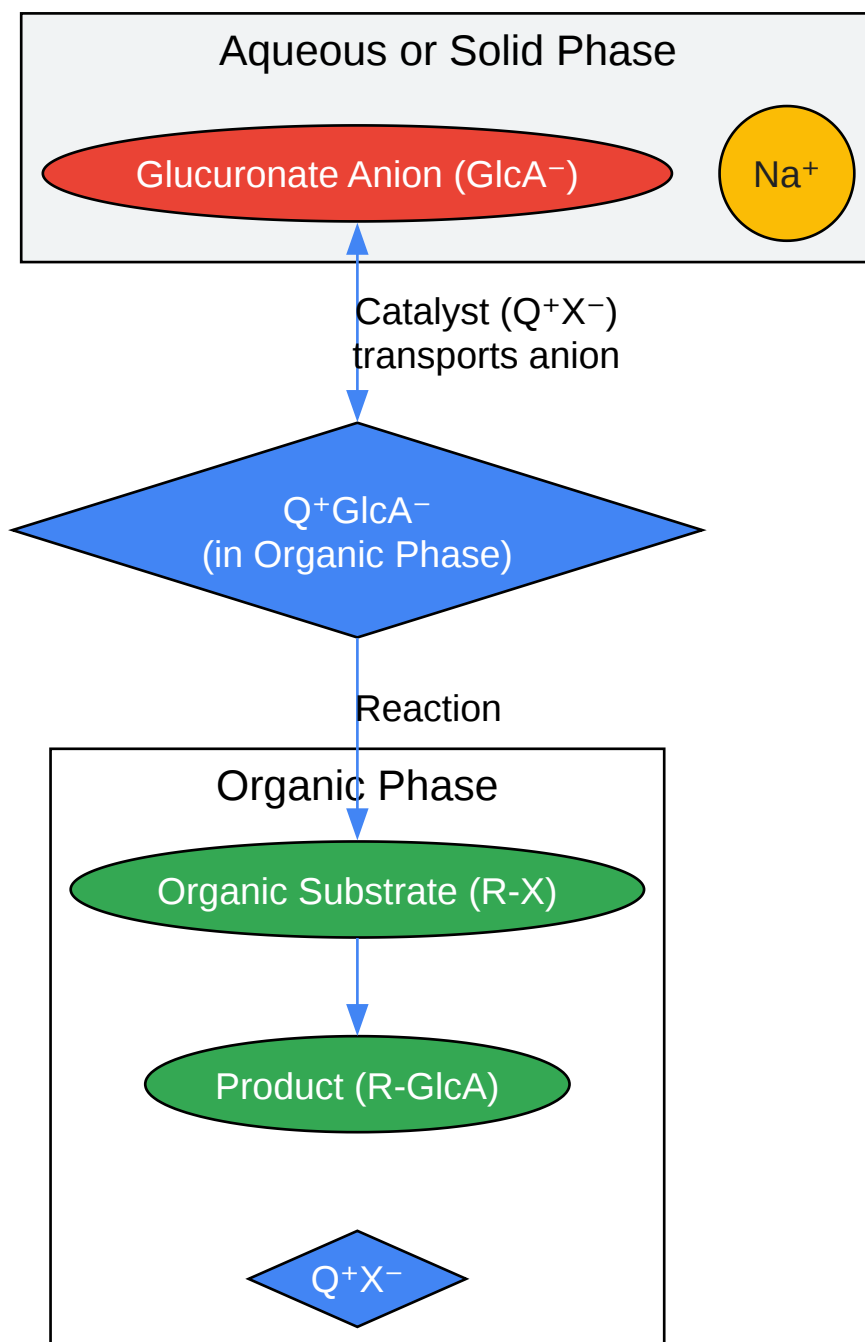 Aqueous or Solid Phase
Glucuronate Anion (GlcA⁻)
Na⁺
Catalyst (Q⁺X⁻)
transports anion
Q⁺GlcA⁻
(in Organic Phase)
Reaction
Organic Phase
Organic Substrate (R-X)
Product (R-GlcA)
Q⁺X⁻